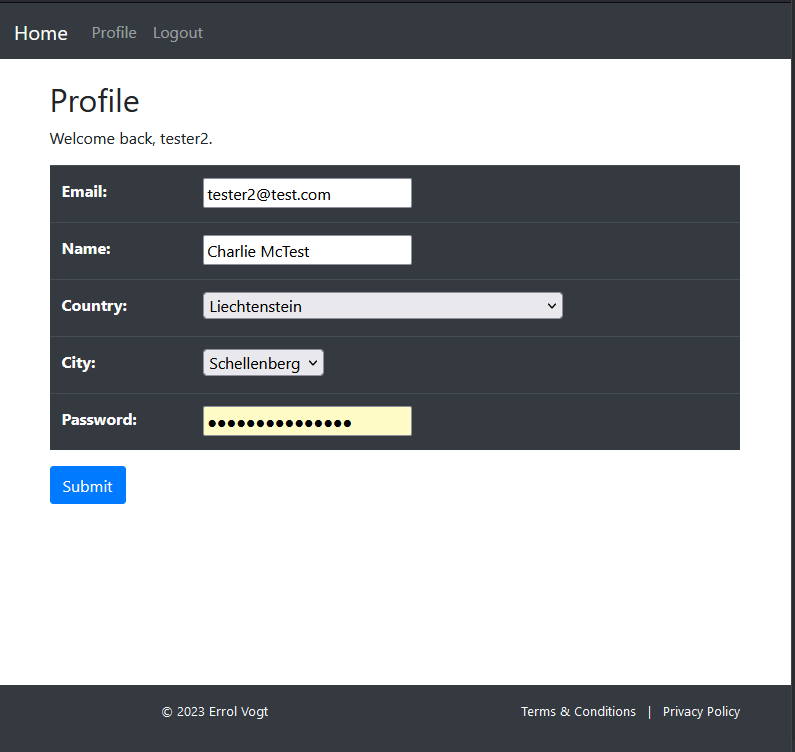 Home Profile Logout
Profile
Welcome back, tester2.
Email: tester2@test.com
Name: Charlie McTest
Country: Liechtenstein
City: Schellenberg
Password: ●●●●●●●●●●●●●●●
Submit
© 2023 Errol Vogt Terms & Conditions | Privacy Policy